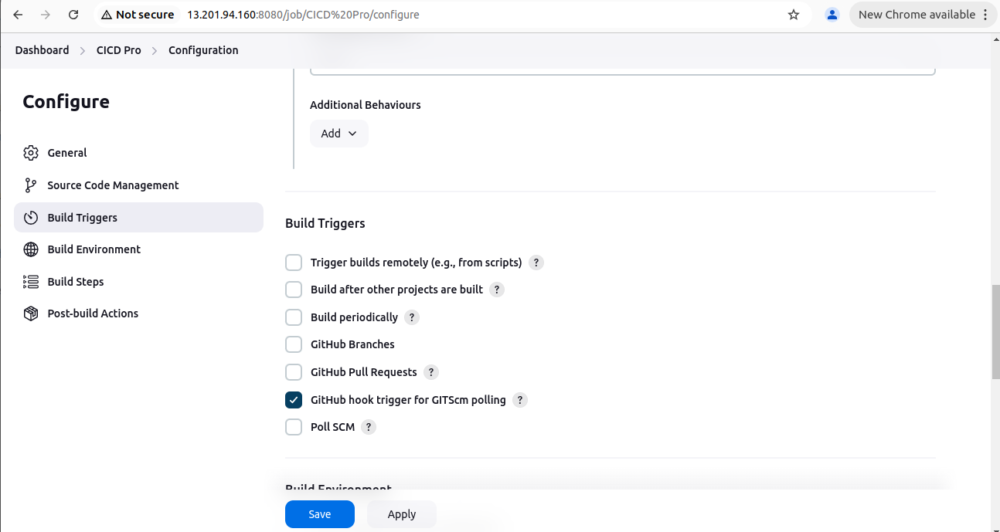 Not secure 13.201.94.160:8080/job/CICD%20Pro/configure New Chrome available
Dashboard CICD Pro Configuration
Configure
General
Source Code Management
Build Triggers
Build Environment
Build Steps
Post-build Actions
Additional Behaviours
Add
Build Triggers
Trigger builds remotely (e.g., from scripts) ?
Build after other projects are built ?
Build periodically ?
GitHub Branches
GitHub Pull Requests ?
GitHub hook trigger for GITScm polling ?
Poll SCM ?
Build Environment
Save Apply